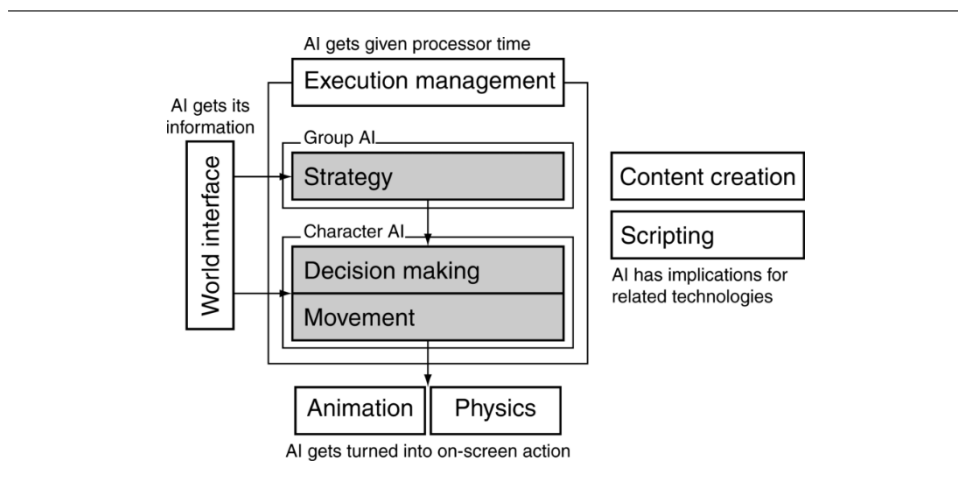 AI gets given processor time
Execution management
AI gets its
information
World interface
Group AI
Strategy
Character AI
Decision making
Movement
Animation
Physics
AI gets turned into on-screen action
Content creation
Scripting
AI has implications for
related technologies